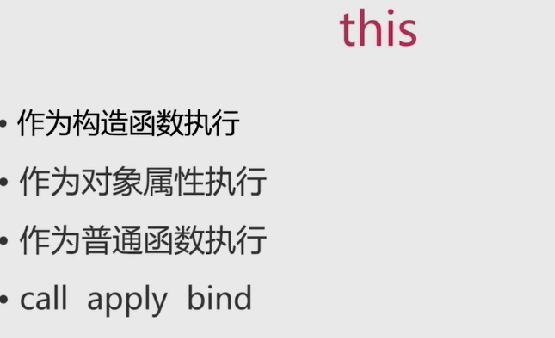 this
• 作为构造函数执行
• 作为对象属性执行
• 作为普通函数执行
• call apply bind